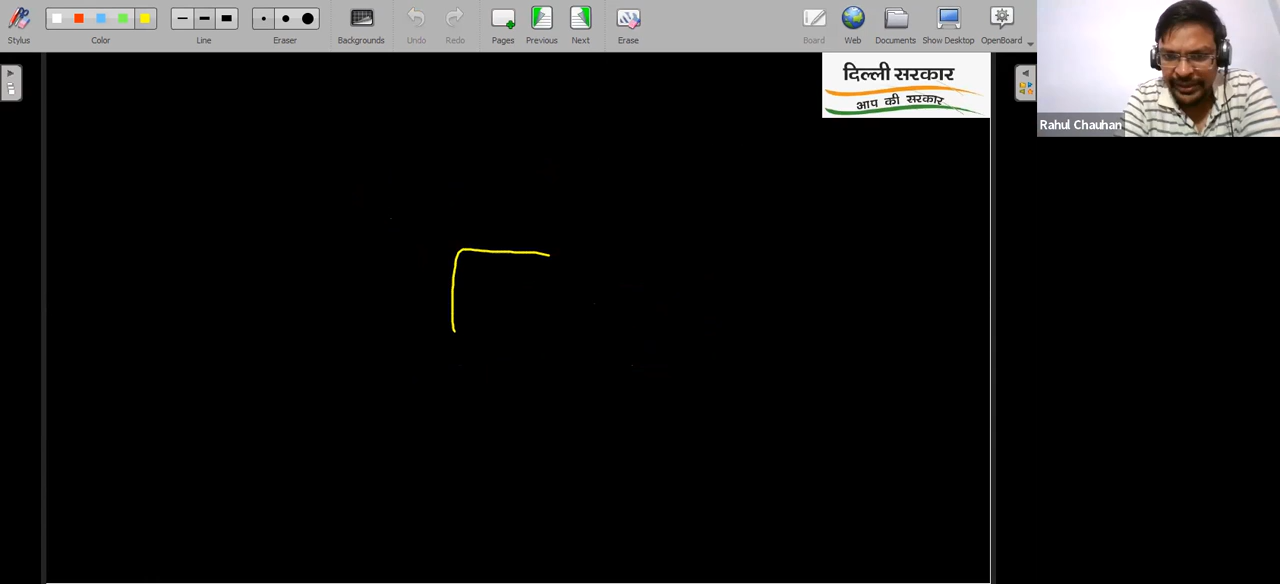 Stylus
Color
Line
Eraser
Backgrounds
Undo
Redo
Pages
Previous
Next
Erase
Board
Web
Documents
Show Desktop
OpenBoard
दिल्ली सरकार
आप की सरकार
Rahul Chauhan